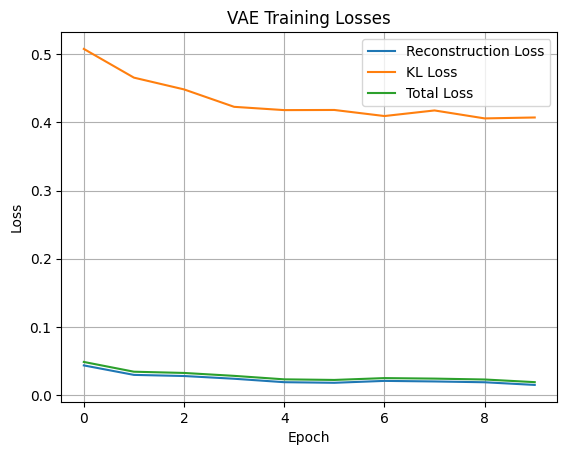 VAE Training Losses
Reconstruction Loss
KL Loss
Total Loss
0.5
0.4
0.3
0.2
0.1
0.0
Loss
0 2 4 6 8
Epoch